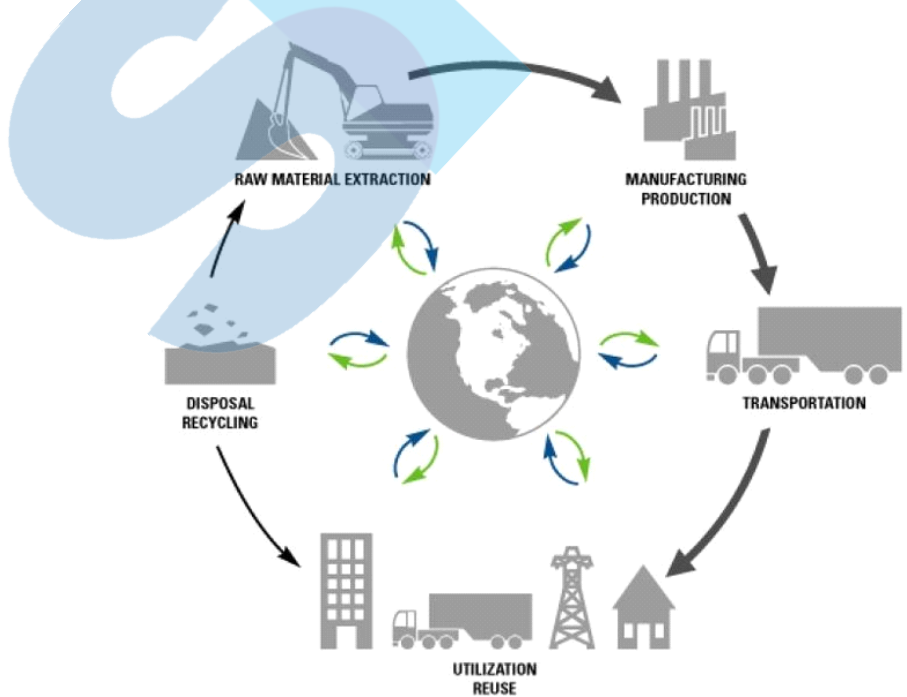 RAW MATERIAL EXTRACTION
MANUFACTURING
PRODUCTION
TRANSPORTATION
DISPOSAL
RECYCLING
UTILIZATION
REUSE